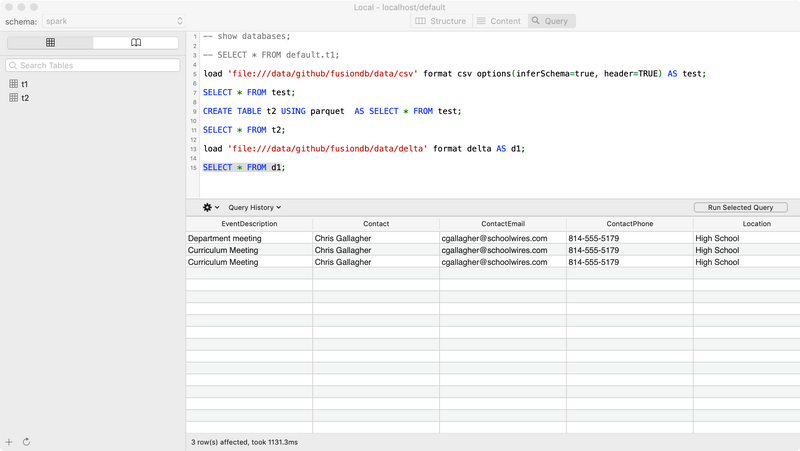 Local - localhost/default
schema: spark
Structure Content Query
Search Tables
t1
t2
1 -- show databases;
2
3 -- SELECT * FROM default.t1;
4
5 load 'file:///data/github/fusiondb/data/csv' format csv options(inferSchema=true, header=TRUE) AS test;
6
7 SELECT * FROM test;
8
9 CREATE TABLE t2 USING parquet  AS SELECT * FROM test;
10
11 SELECT * FROM t2;
12
13 load 'file:///data/github/fusiondb/data/delta' format delta AS d1;
14
15 SELECT * FROM d1;
Query History Run Selected Query
EventDescription Contact ContactEmail ContactPhone Location
Department meeting Chris Gallagher cgallagher@schoolwires.com 814-555-5179 High School
Curriculum Meeting Chris Gallagher cgallagher@schoolwires.com 814-555-5179 High School
Curriculum Meeting Chris Gallagher cgallagher@schoolwires.com 814-555-5179 High School
3 row(s) affected, took 1131.3ms